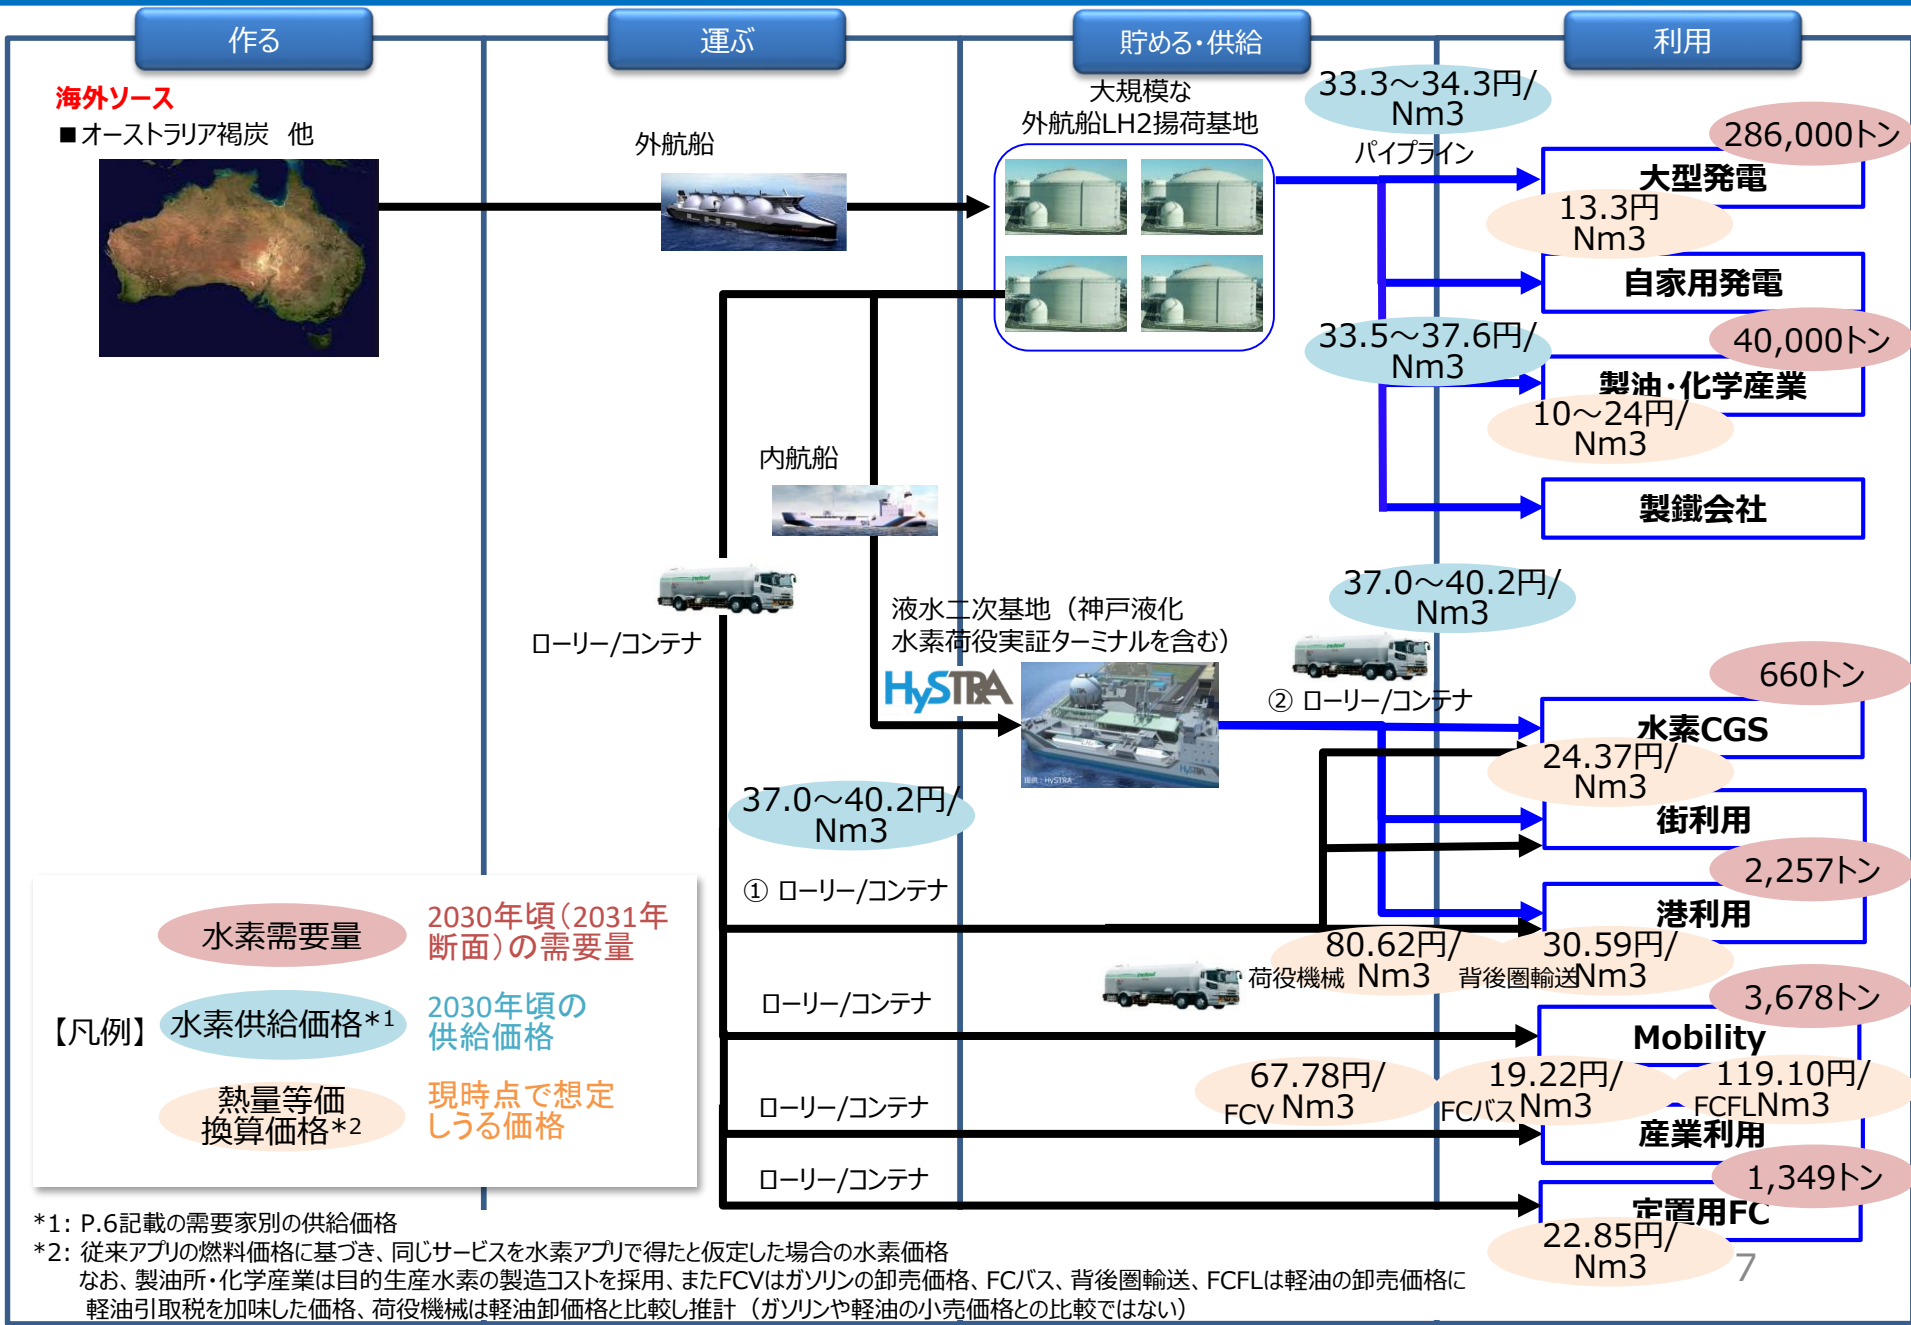 作る
運ぶ
貯める・供給
利用
海外ソース
■オーストラリア褐炭 他
外航船
大規模な
外航船LH2揚荷基地
33.3～34.3円/
Nm3
パイプライン
286,000トン
大型発電
13.3円
Nm3
自家用発電
33.5～37.6円/
Nm3
40,000トン
製油・化学産業
10～24円/
Nm3
製鐵会社
内航船
ローリー/コンテナ
液水二次基地（神戸液化
水素荷役実証ターミナルを含む）
HySTRA
提供：HySTRA
37.0～40.2円/
Nm3
② ローリー/コンテナ
660トン
水素CGS
24.37円/
Nm3
街利用
37.0～40.2円/
Nm3
① ローリー/コンテナ
2,257トン
港利用
荷役機械
80.62円/
Nm3
背後圏輸送
30.59円/
Nm3
ローリー/コンテナ
3,678トン
Mobility
FCV
67.78円/
Nm3
FCバス
19.22円/
Nm3
FCFL
119.10円/
Nm3
ローリー/コンテナ
産業利用
ローリー/コンテナ
1,349トン
定置用FC
22.85円/
Nm3
【凡例】
水素需要量
2030年頃（2031年
断面）の需要量
水素供給価格*1
2030年頃の
供給価格
熱量等価
換算価格*2
現時点で想定
しうる価格
*1: P.6記載の需要家別の供給価格
*2: 従来アプリの燃料価格に基づき、同じサービスを水素アプリで得たと仮定した場合の水素価格
なお、製油所・化学産業は目的生産水素の製造コストを採用、またFCVはガソリンの卸売価格、FCバス、背後圏輸送、FCFLは軽油の卸売価格に
軽油引取税を加味した価格、荷役機械は軽油卸価格と比較し推計（ガソリンや軽油の小売価格との比較ではない）
7